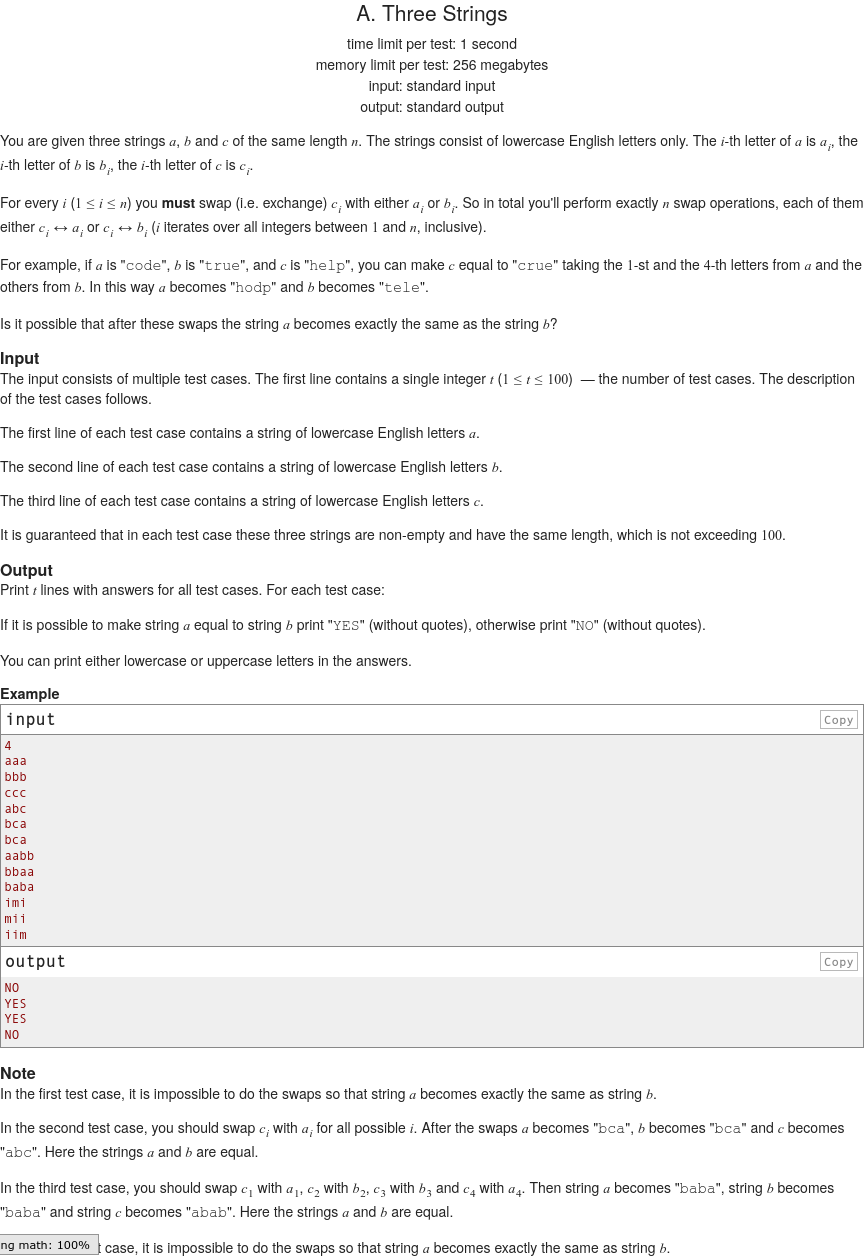 A. Three Strings
time limit per test: 1 second
memory limit per test: 256 megabytes
input: standard input
output: standard output
You are given three strings a, b and c of the same length n. The strings consist of lowercase English letters only. The i-th letter of a is a_i, the
i-th letter of b is b_i, the i-th letter of c is c_i.
For every i (1 ≤ i ≤ n) you must swap (i.e. exchange) c_i with either a_i or b_i. So in total you'll perform exactly n swap operations, each of them
either c_i ↔ a_i or c_i ↔ b_i (i iterates over all integers between 1 and n, inclusive).
For example, if a is "code", b is "true", and c is "help", you can make c equal to "crue" taking the 1-st and the 4-th letters from a and the
others from b. In this way a becomes "hodp" and b becomes "tele".
Is it possible that after these swaps the string a becomes exactly the same as the string b?
Input
The input consists of multiple test cases. The first line contains a single integer t (1 ≤ t ≤ 100) — the number of test cases. The description
of the test cases follows.
The first line of each test case contains a string of lowercase English letters a.
The second line of each test case contains a string of lowercase English letters b.
The third line of each test case contains a string of lowercase English letters c.
It is guaranteed that in each test case these three strings are non-empty and have the same length, which is not exceeding 100.
Output
Print t lines with answers for all test cases. For each test case:
If it is possible to make string a equal to string b print "YES" (without quotes), otherwise print "NO" (without quotes).
You can print either lowercase or uppercase letters in the answers.
Example
input Copy
4
aaa
bbb
ccc
abc
bca
bca
aabb
bbaa
baba
imi
mii
iim
output Copy
NO
YES
YES
NO
Note
In the first test case, it is impossible to do the swaps so that string a becomes exactly the same as string b.
In the second test case, you should swap c_i with a_i for all possible i. After the swaps a becomes "bca", b becomes "bca" and c becomes
"abc". Here the strings a and b are equal.
In the third test case, you should swap c_1 with a_1, c_2 with b_2, c_3 with b_3 and c_4 with a_4. Then string a becomes "baba", string b becomes
"baba" and string c becomes "abab". Here the strings a and b are equal.
ng math: 100% t case, it is impossible to do the swaps so that string a becomes exactly the same as string b.